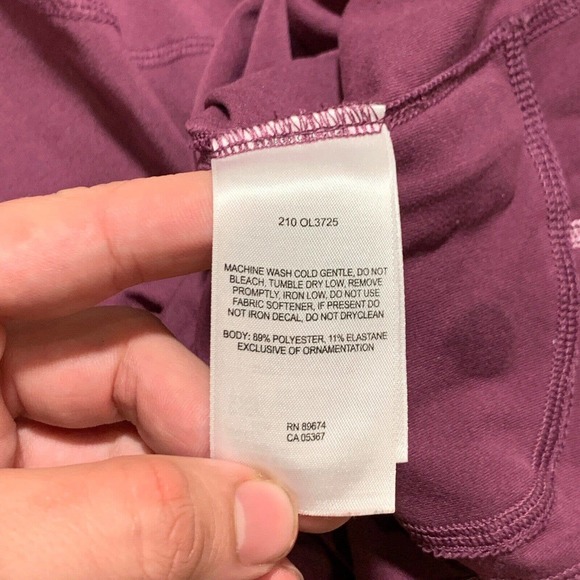 210 OL3725
MACHINE WASH COLD GENTLE, DO NOT
BLEACH, TUMBLE DRY LOW, REMOVE
PROMPTLY, IRON LOW, DO NOT USE
FABRIC SOFTENER, IF PRESENT DO
NOT IRON DECAL, DO NOT DRYCLEAN
BODY: 89% POLYESTER, 11% ELASTANE
EXCLUSIVE OF ORNAMENTATION
RN 89674
CA 05367